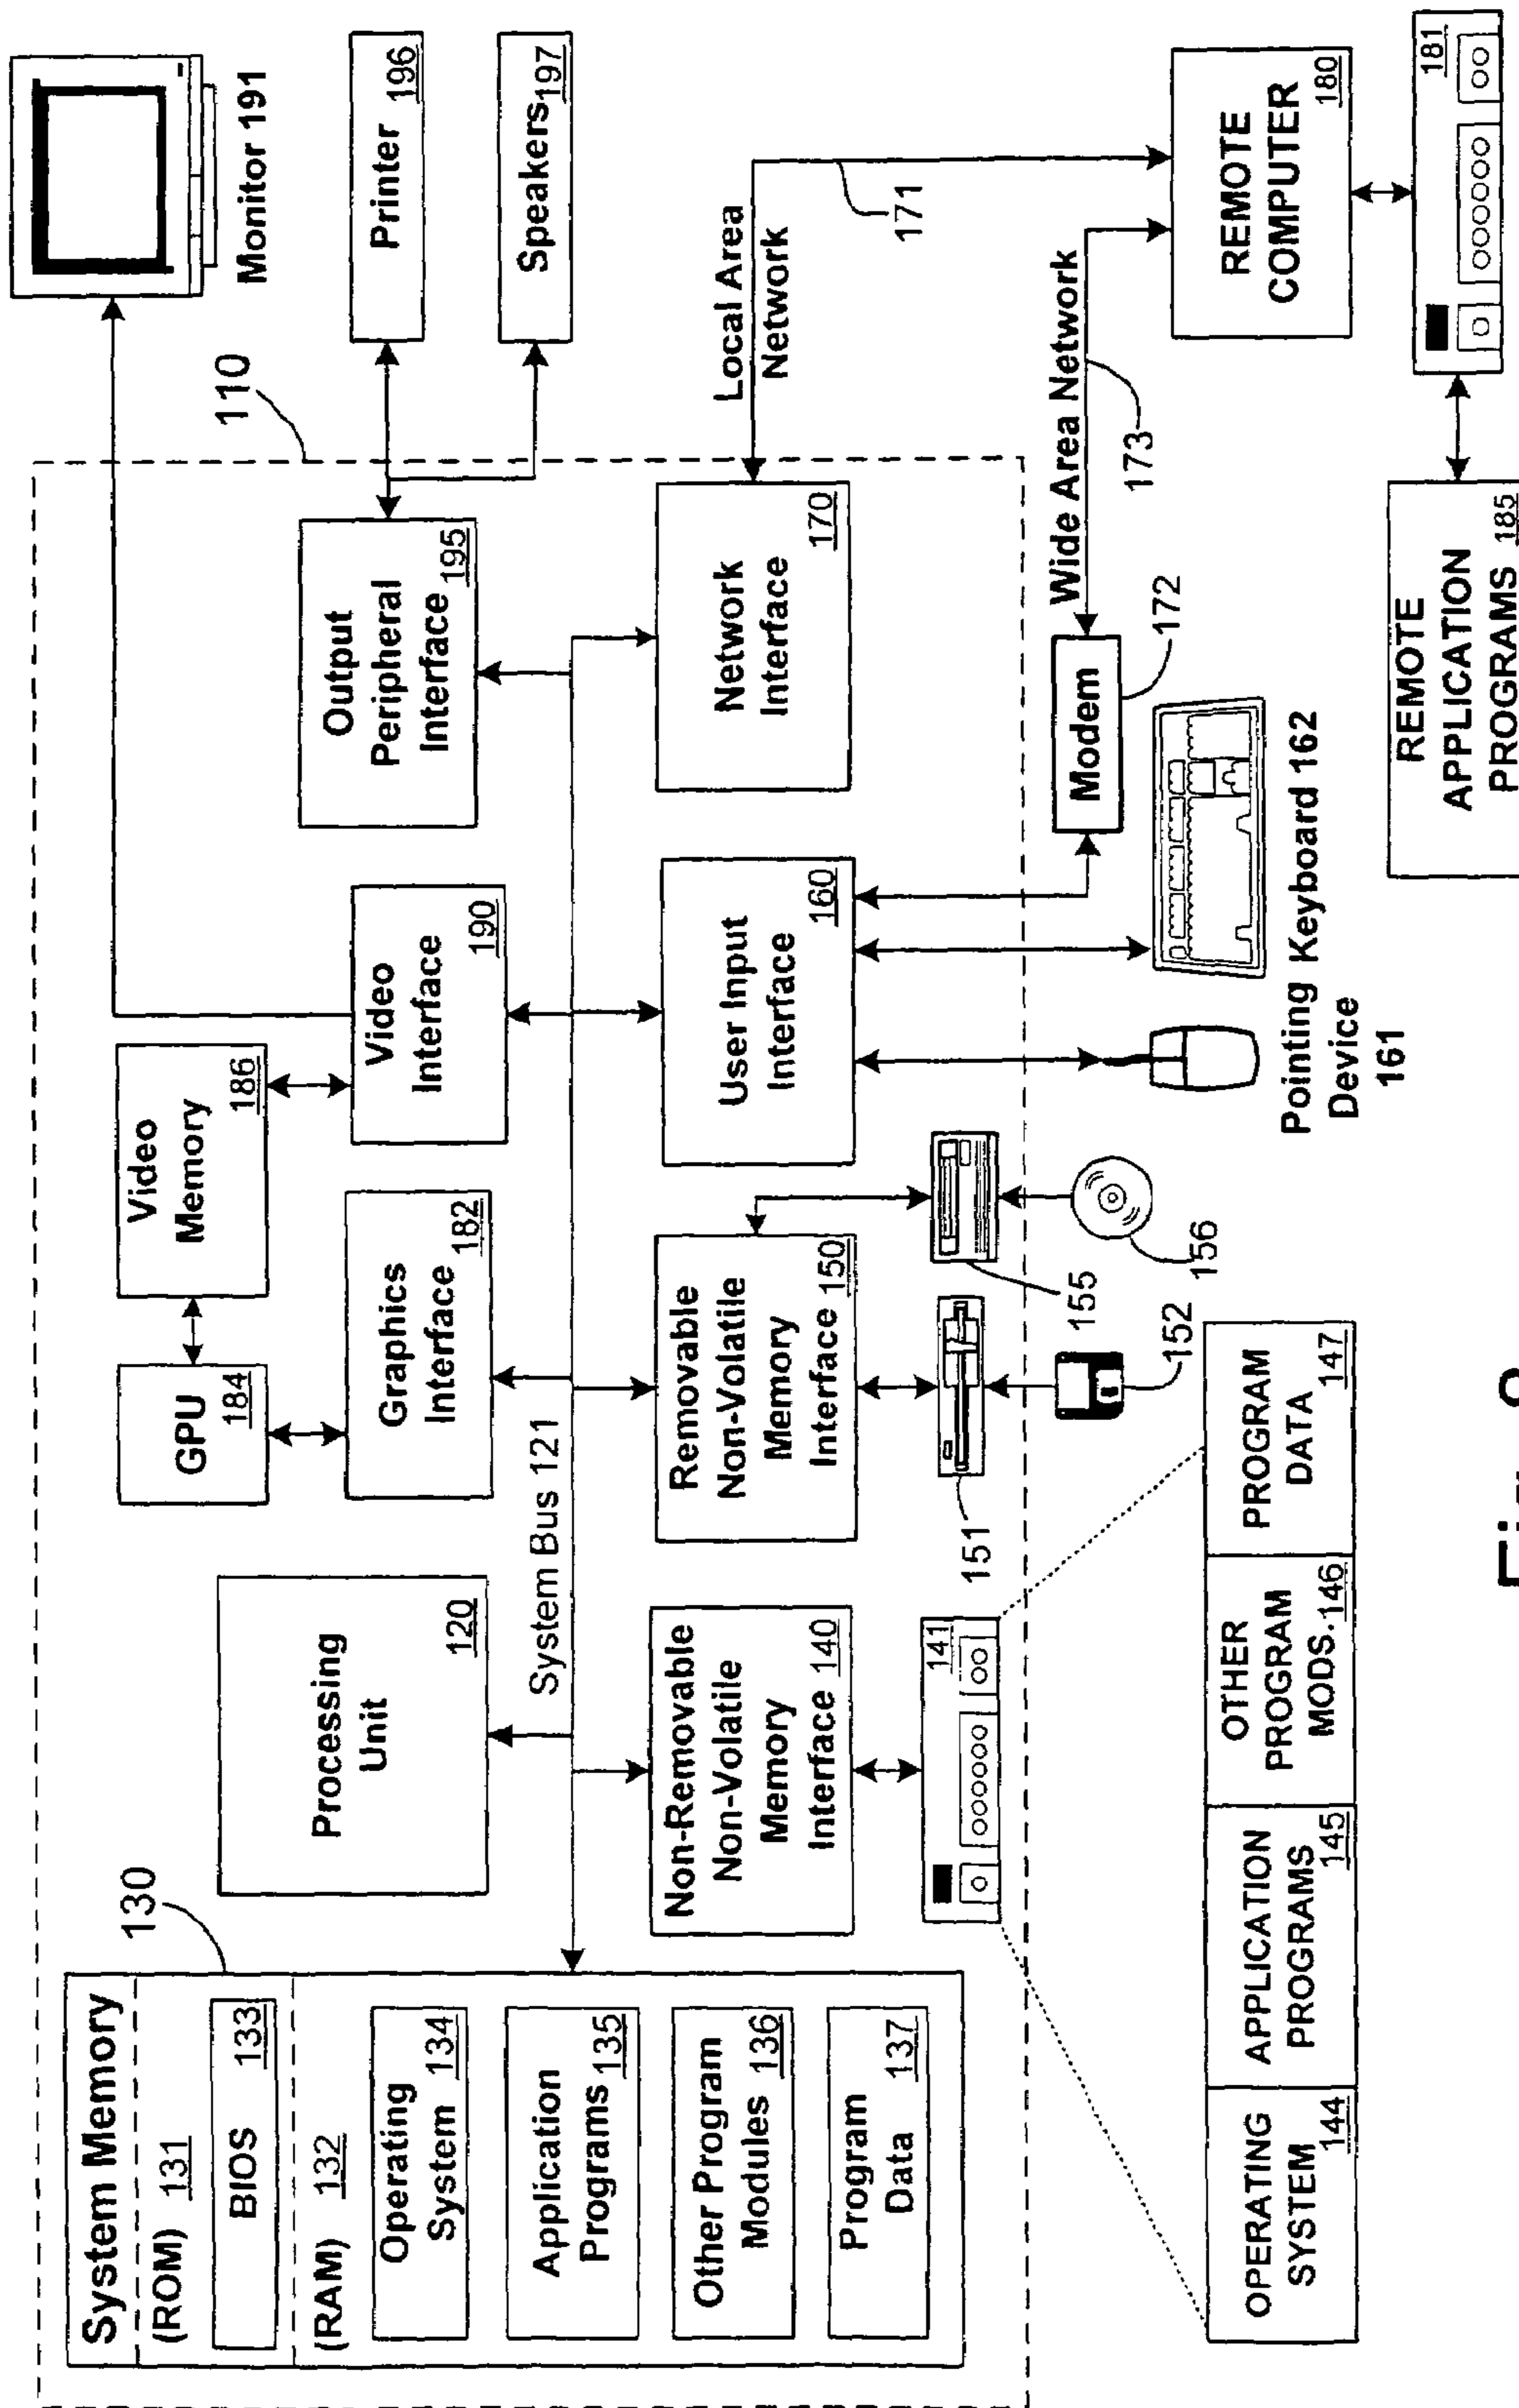 System Memory
(ROM) 131
BIOS 133
(RAM) 132
Operating
System 134
Application
Programs 135
Other Program
Modules 136
Program
Data 137
130
Processing
Unit
120
System Bus 121
GPU
184
Video
Memory
186
Graphics
Interface
182
Video
Interface
190
Output
Peripheral
Interface 195
110
Monitor 191
Printer 196
Speakers 197
Non-Removable
Non-Volatile
Memory
Interface 140
Removable
Non-Volatile
Memory
Interface 150
User Input
Interface
160
Network
Interface
170
Local Area
Network
171
Wide Area Network
173
Modem
172
141
151
152
155
156
Pointing
Device
161
Keyboard 162
REMOTE
COMPUTER
180
181
REMOTE
APPLICATION
PROGRAMS 185
OPERATING
SYSTEM
144
APPLICATION
PROGRAMS
145
OTHER
PROGRAM
MODS. 146
PROGRAM
DATA
147